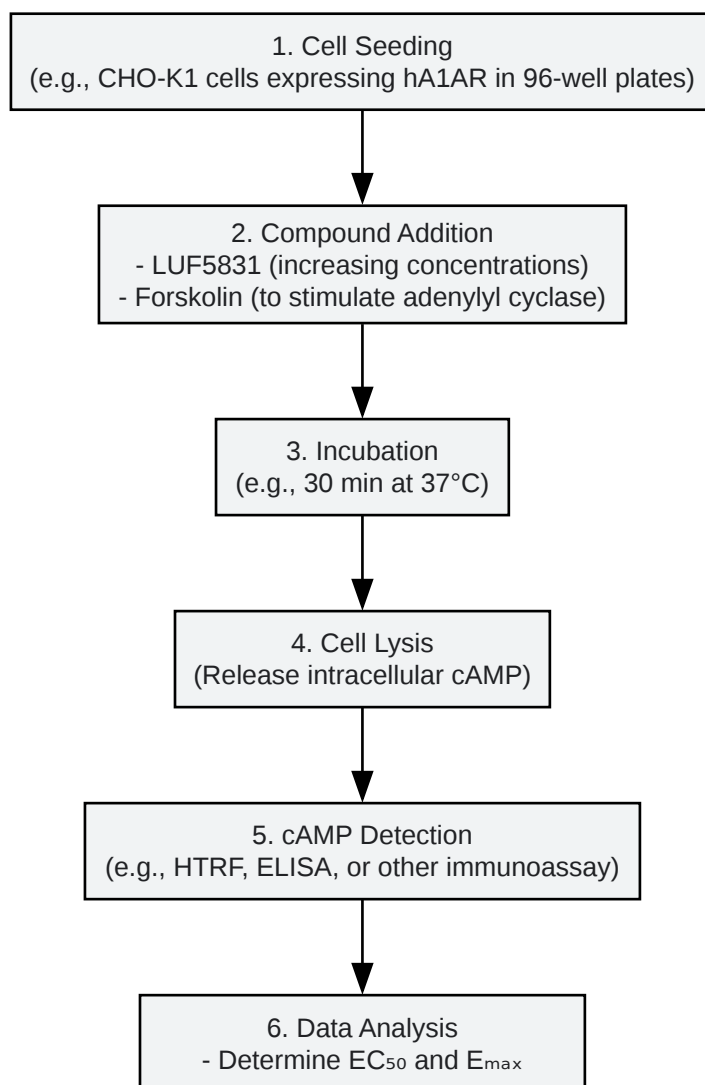 1. Cell Seeding
(e.g., CHO-K1 cells expressing hA1AR in 96-well plates)
2. Compound Addition
- LUF5831 (increasing concentrations)
- Forskolin (to stimulate adenylyl cyclase)
3. Incubation
(e.g., 30 min at 37°C)
4. Cell Lysis
(Release intracellular cAMP)
5. cAMP Detection
(e.g., HTRF, ELISA, or other immunoassay)
6. Data Analysis
- Determine EC₅₀ and Eₘₐₓ